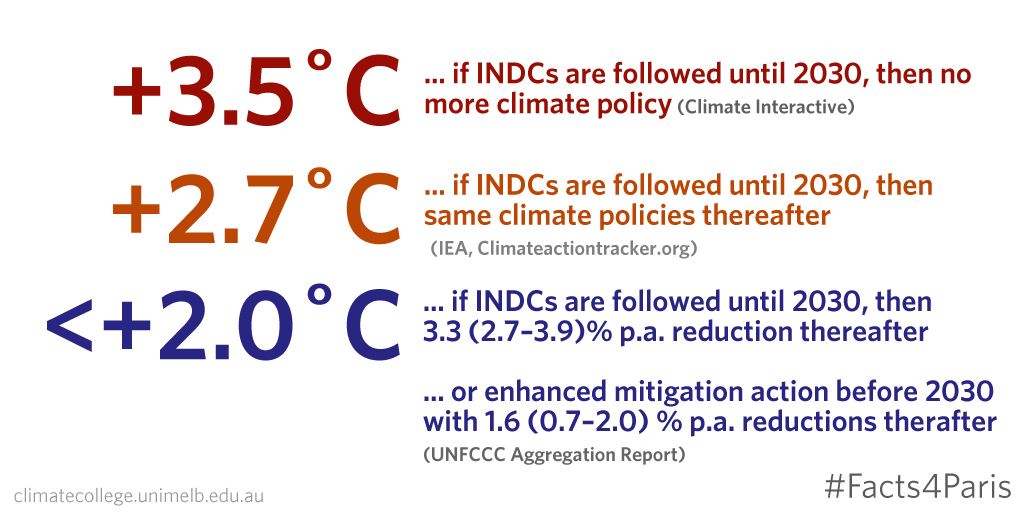 +3.5°C
... if INDCs are followed until 2030, then no
more climate policy (Climate Interactive)
+2.7°C
... if INDCs are followed until 2030, then
same climate policies thereafter
(IEA, Climateactiontracker.org)
<+2.0°C
... if INDCs are followed until 2030, then
3.3 (2.7–3.9)% p.a. reduction thereafter
... or enhanced mitigation action before 2030
with 1.6 (0.7–2.0) % p.a. reductions therafter
(UNFCCC Aggregation Report)
climatecollege.unimelb.edu.au
#Facts4Paris